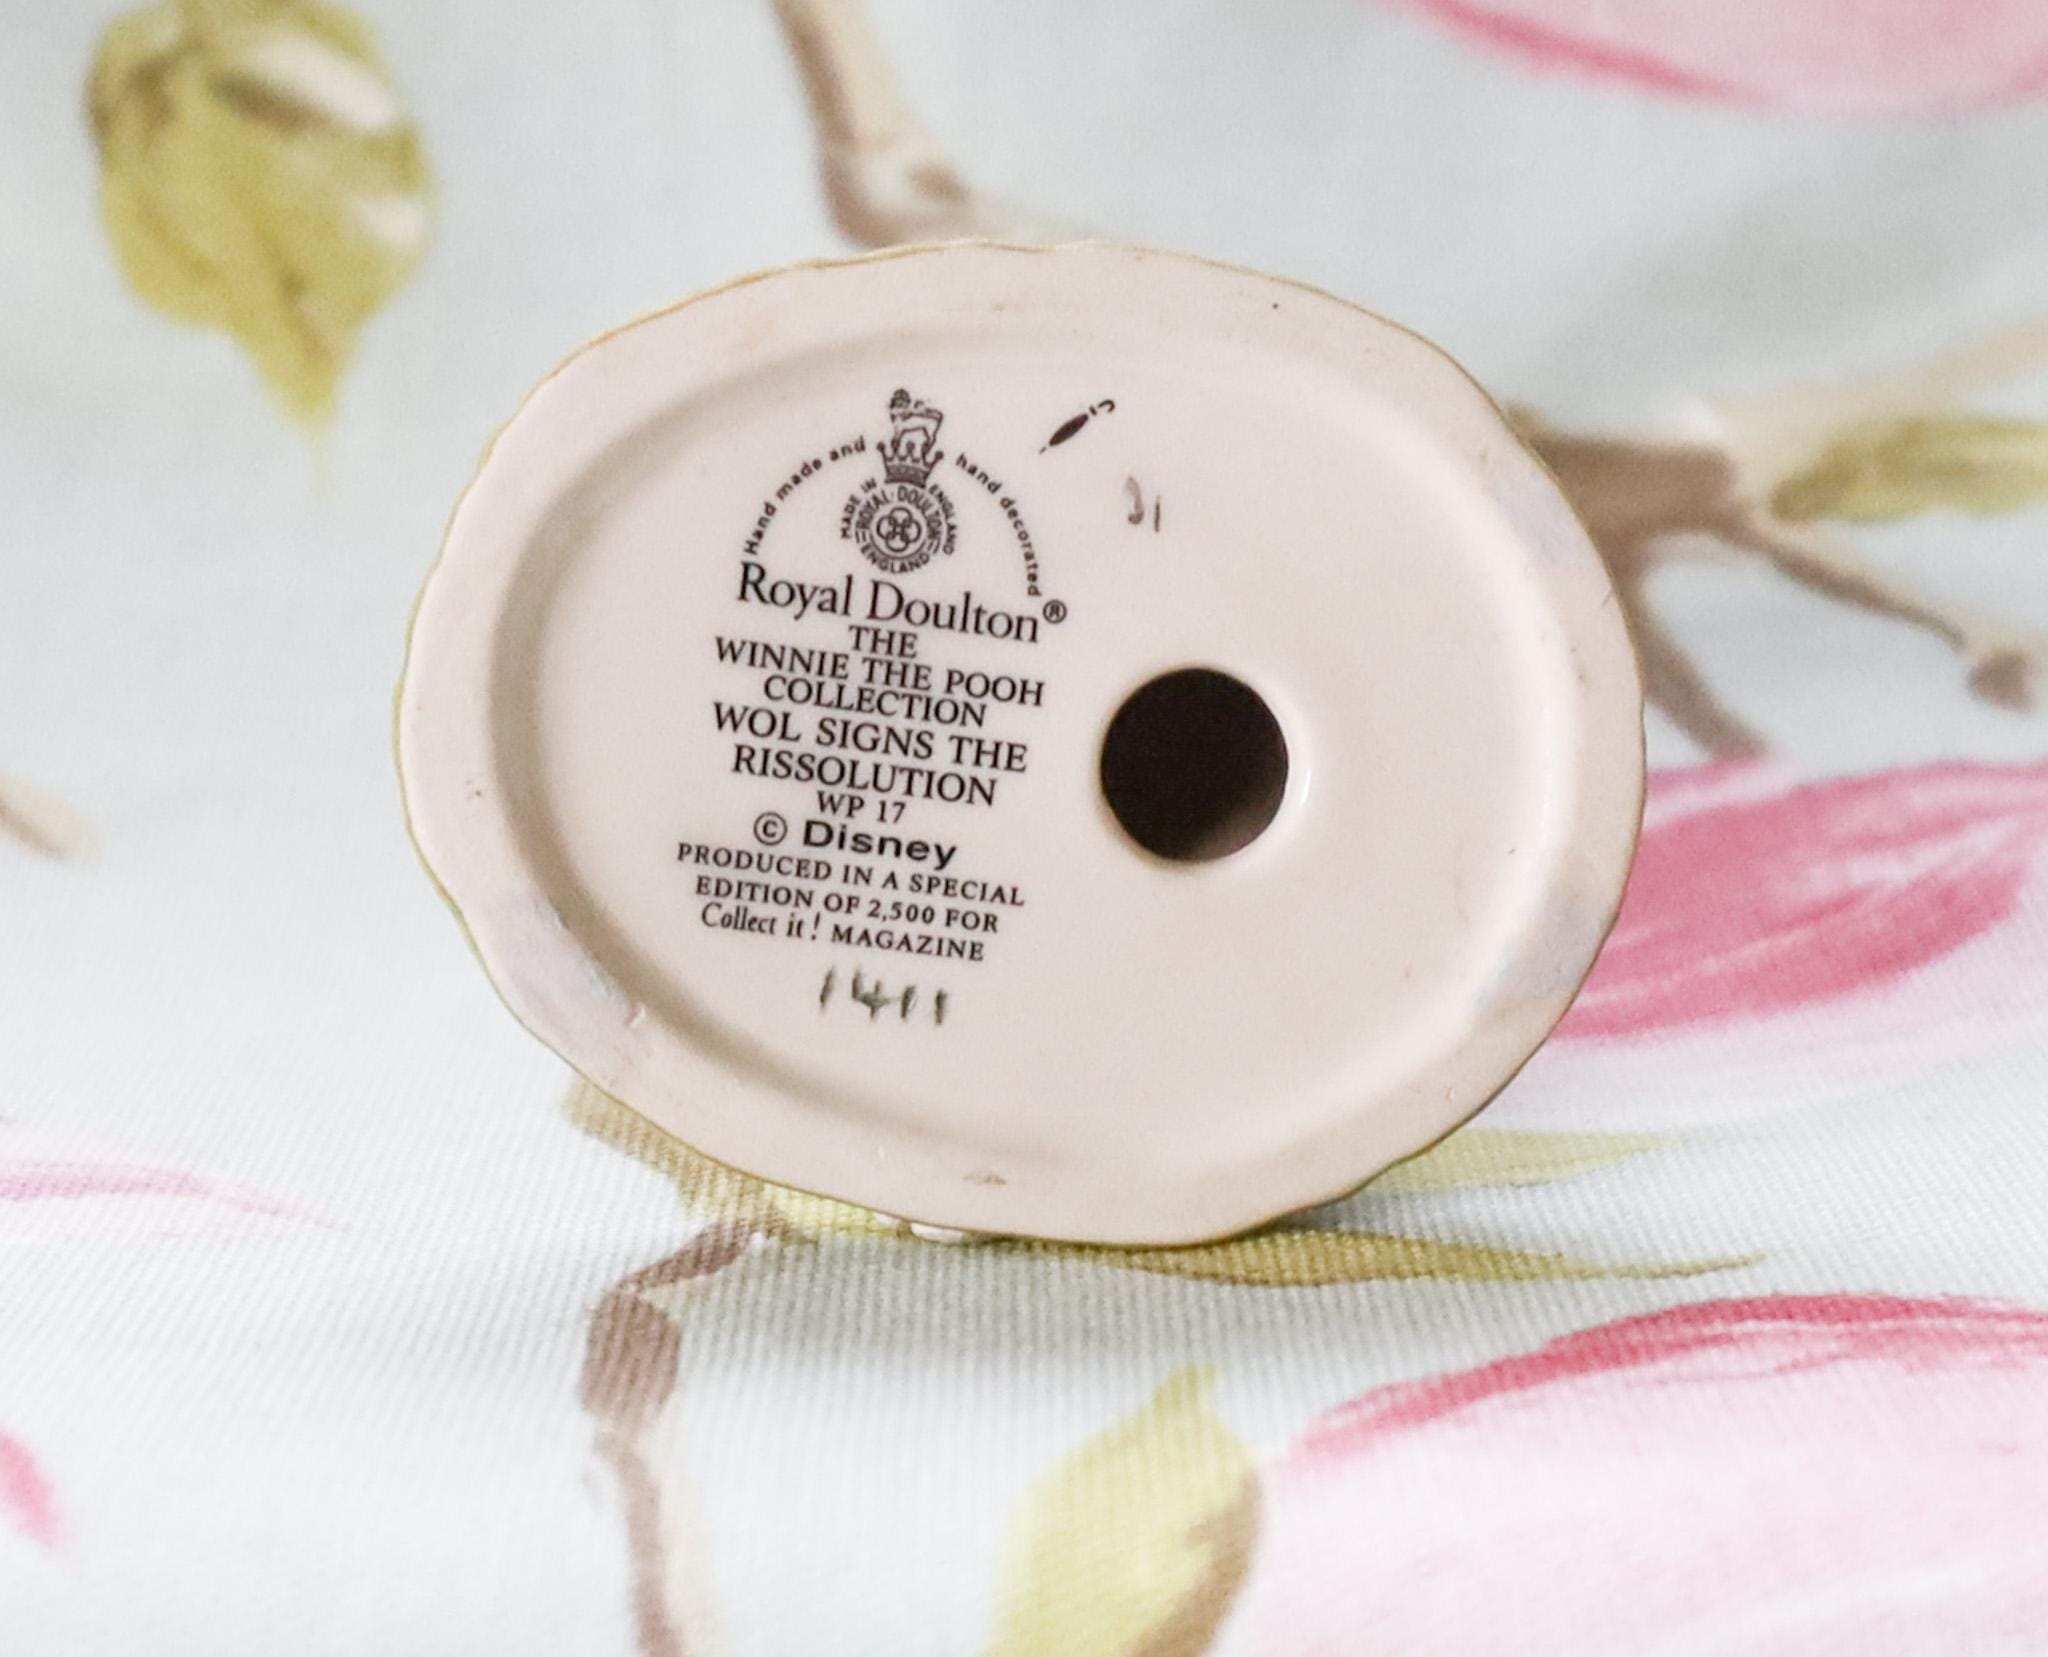 Hand made and hand decorated
MADE IN ENGLAND
ROYAL · DOULTON
ENGLAND
Royal Doulton®
THE
WINNIE THE POOH
COLLECTION
WOL SIGNS THE
RISSOLUTION
WP 17
© Disney
PRODUCED IN A SPECIAL
EDITION OF 2,500 FOR
Collect it! MAGAZINE
1411